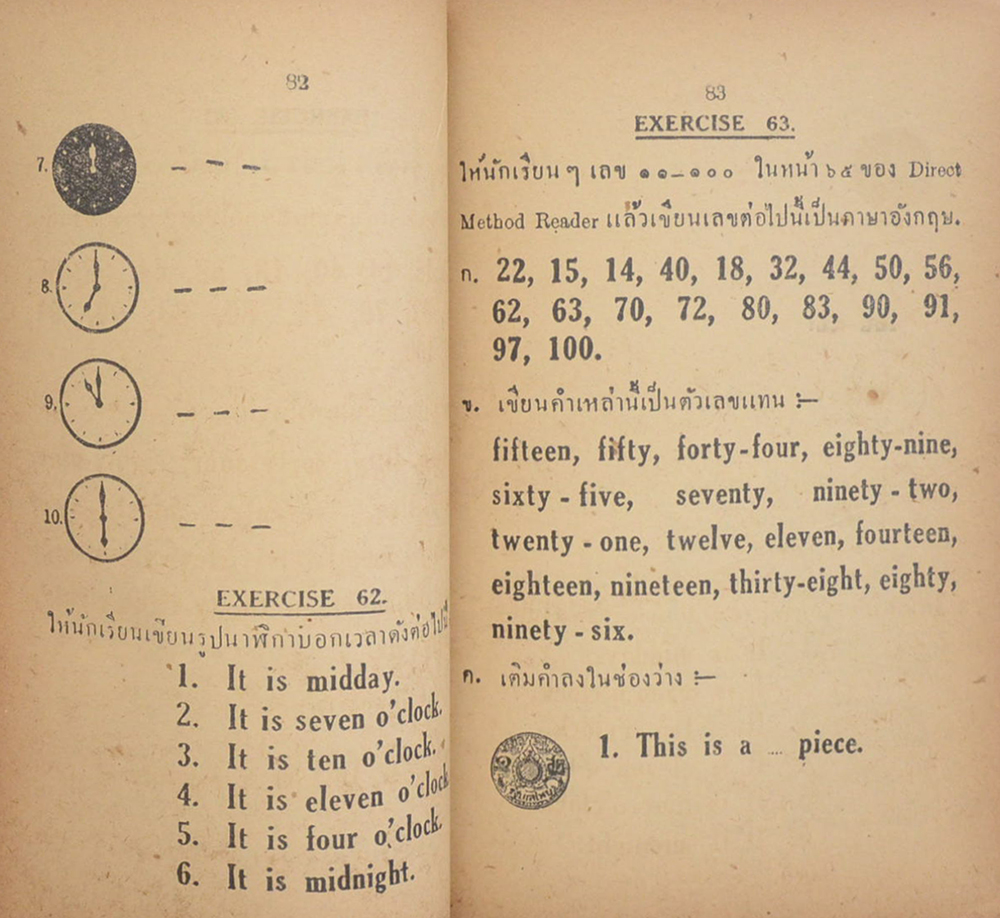 82
7. – – –
8. – – –
9. – – –
10. – – –
EXERCISE 62.
ให้นักเรียนเขียนรูปนาฬิกาบอกเวลาดังต่อไปนี้
1. It is midday.
2. It is seven o'clock.
3. It is ten o'clock.
4. It is eleven o'clock
5. It is four o'clock.
6. It is midnight.
83
EXERCISE 63.
ให้นักเรียน ๆ เลข ๑๑–๑๐๐ ในหน้า ๖๕ ของ Direct
Method Reader แล้วเขียนเลขต่อไปนี้เป็นภาษาอังกฤษ.
ก. 22, 15, 14, 40, 18, 32, 44, 50, 56,
62, 63, 70, 72, 80, 83, 90, 91,
97, 100.
ข. เขียนคำเหล่านี้เป็นตัวเลขแทน :—
fifteen, fifty, forty-four, eighty-nine,
sixty - five, seventy, ninety - two,
twenty - one, twelve, eleven, fourteen,
eighteen, nineteen, thirty-eight, eighty,
ninety - six.
ค. เติมคำลงในช่องว่าง :—
1. This is a .... piece.